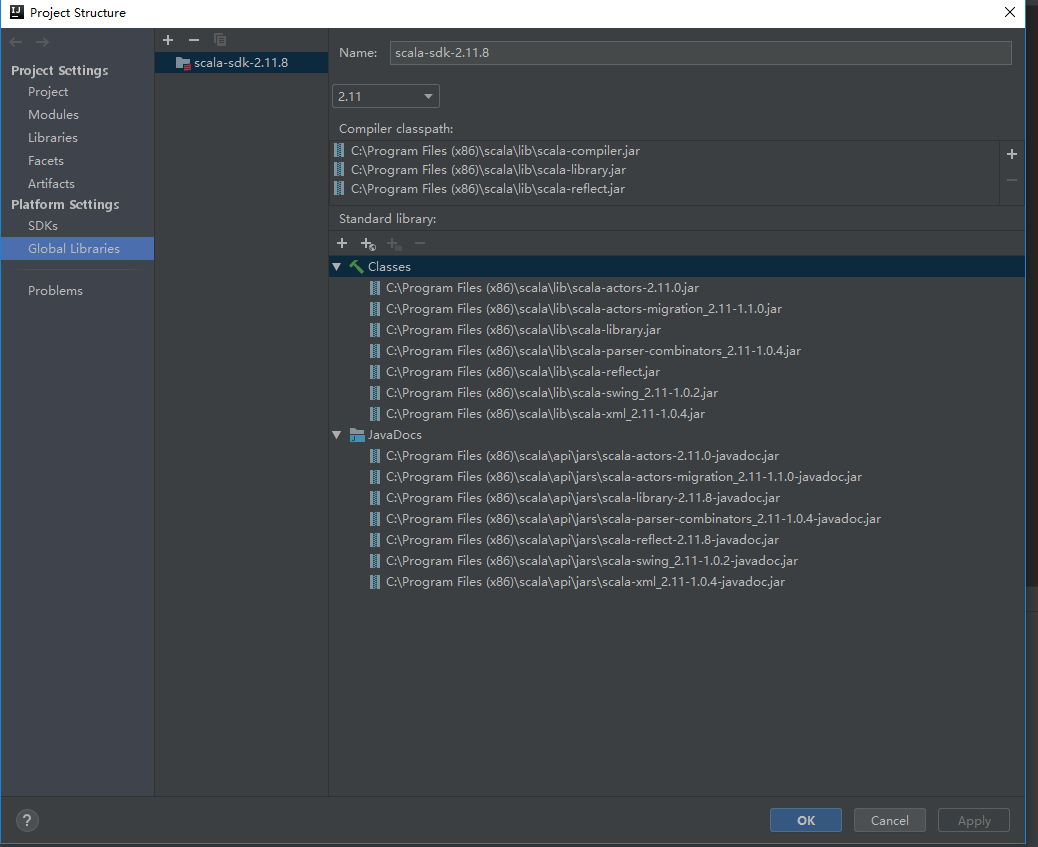 Project Structure
Project Settings
Project
Modules
Libraries
Facets
Artifacts
Platform Settings
SDKs
Global Libraries
Problems
scala-sdk-2.11.8
Name: scala-sdk-2.11.8
2.11
Compiler classpath:
C:\Program Files (x86)\scala\lib\scala-compiler.jar
C:\Program Files (x86)\scala\lib\scala-library.jar
C:\Program Files (x86)\scala\lib\scala-reflect.jar
Standard library:
Classes
C:\Program Files (x86)\scala\lib\scala-actors-2.11.0.jar
C:\Program Files (x86)\scala\lib\scala-actors-migration_2.11-1.1.0.jar
C:\Program Files (x86)\scala\lib\scala-library.jar
C:\Program Files (x86)\scala\lib\scala-parser-combinators_2.11-1.0.4.jar
C:\Program Files (x86)\scala\lib\scala-reflect.jar
C:\Program Files (x86)\scala\lib\scala-swing_2.11-1.0.2.jar
C:\Program Files (x86)\scala\lib\scala-xml_2.11-1.0.4.jar
JavaDocs
C:\Program Files (x86)\scala\api\jars\scala-actors-2.11.0-javadoc.jar
C:\Program Files (x86)\scala\api\jars\scala-actors-migration_2.11-1.1.0-javadoc.jar
C:\Program Files (x86)\scala\api\jars\scala-library-2.11.8-javadoc.jar
C:\Program Files (x86)\scala\api\jars\scala-parser-combinators_2.11-1.0.4-javadoc.jar
C:\Program Files (x86)\scala\api\jars\scala-reflect-2.11.8-javadoc.jar
C:\Program Files (x86)\scala\api\jars\scala-swing_2.11-1.0.2-javadoc.jar
C:\Program Files (x86)\scala\api\jars\scala-xml_2.11-1.0.4-javadoc.jar
? OK Cancel Apply